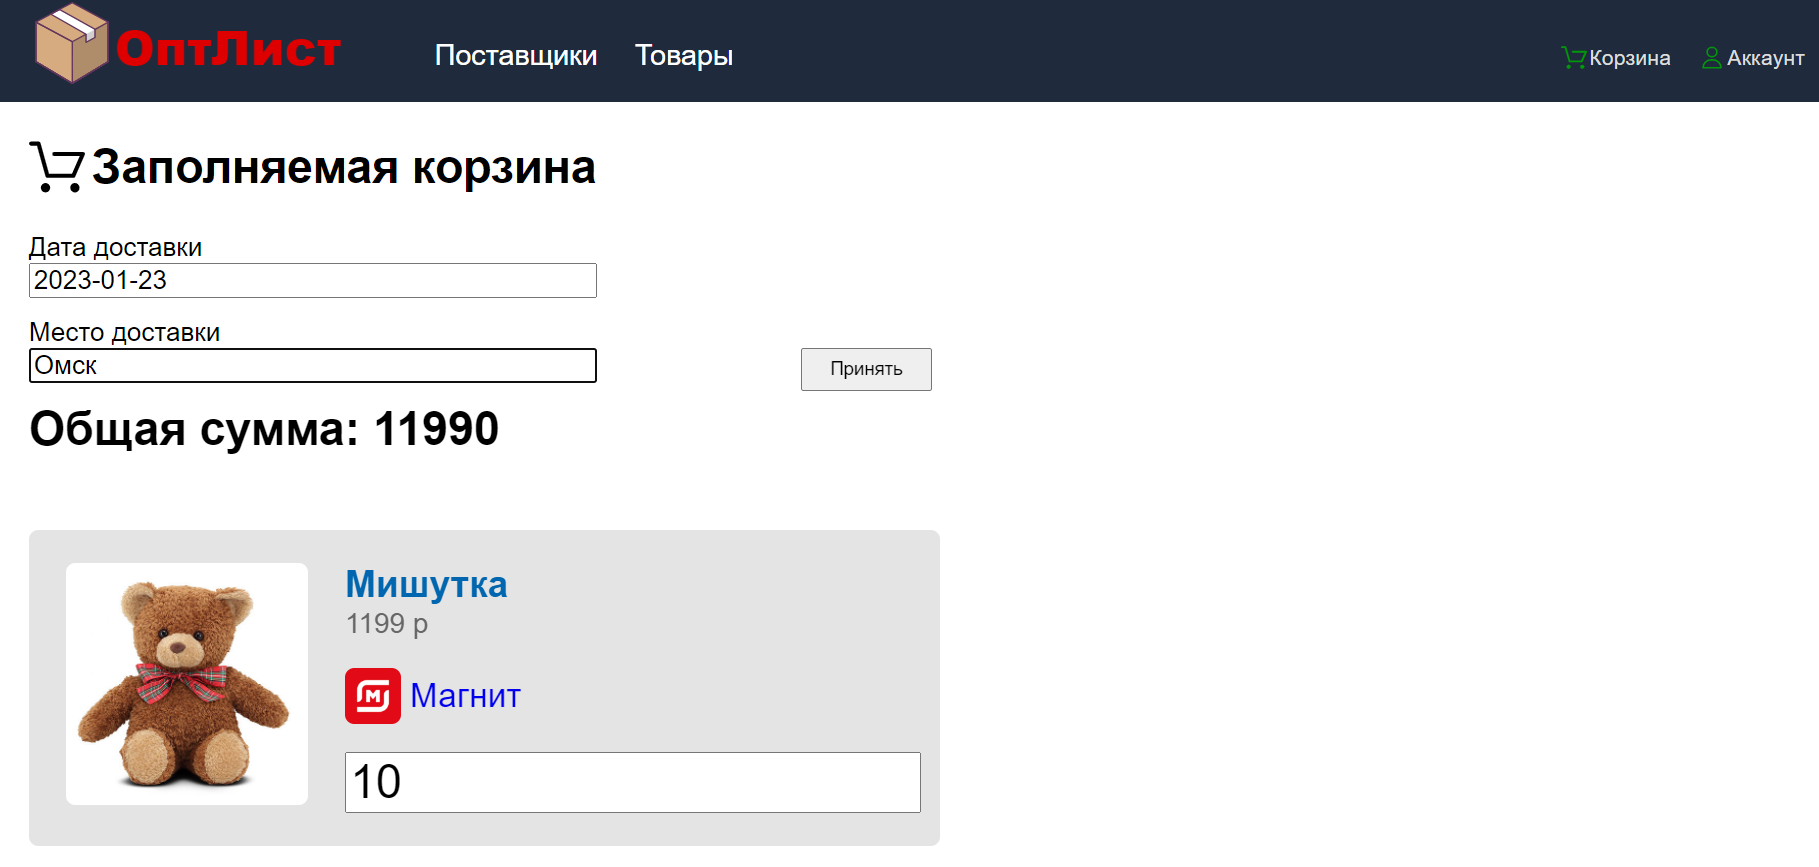 ОптЛист
Поставщики Товары
Корзина Аккаунт
Заполняемая корзина
Дата доставки
2023-01-23
Место доставки
Омск
Принять
Общая сумма: 11990
Мишутка
1199 р
Магнит
10